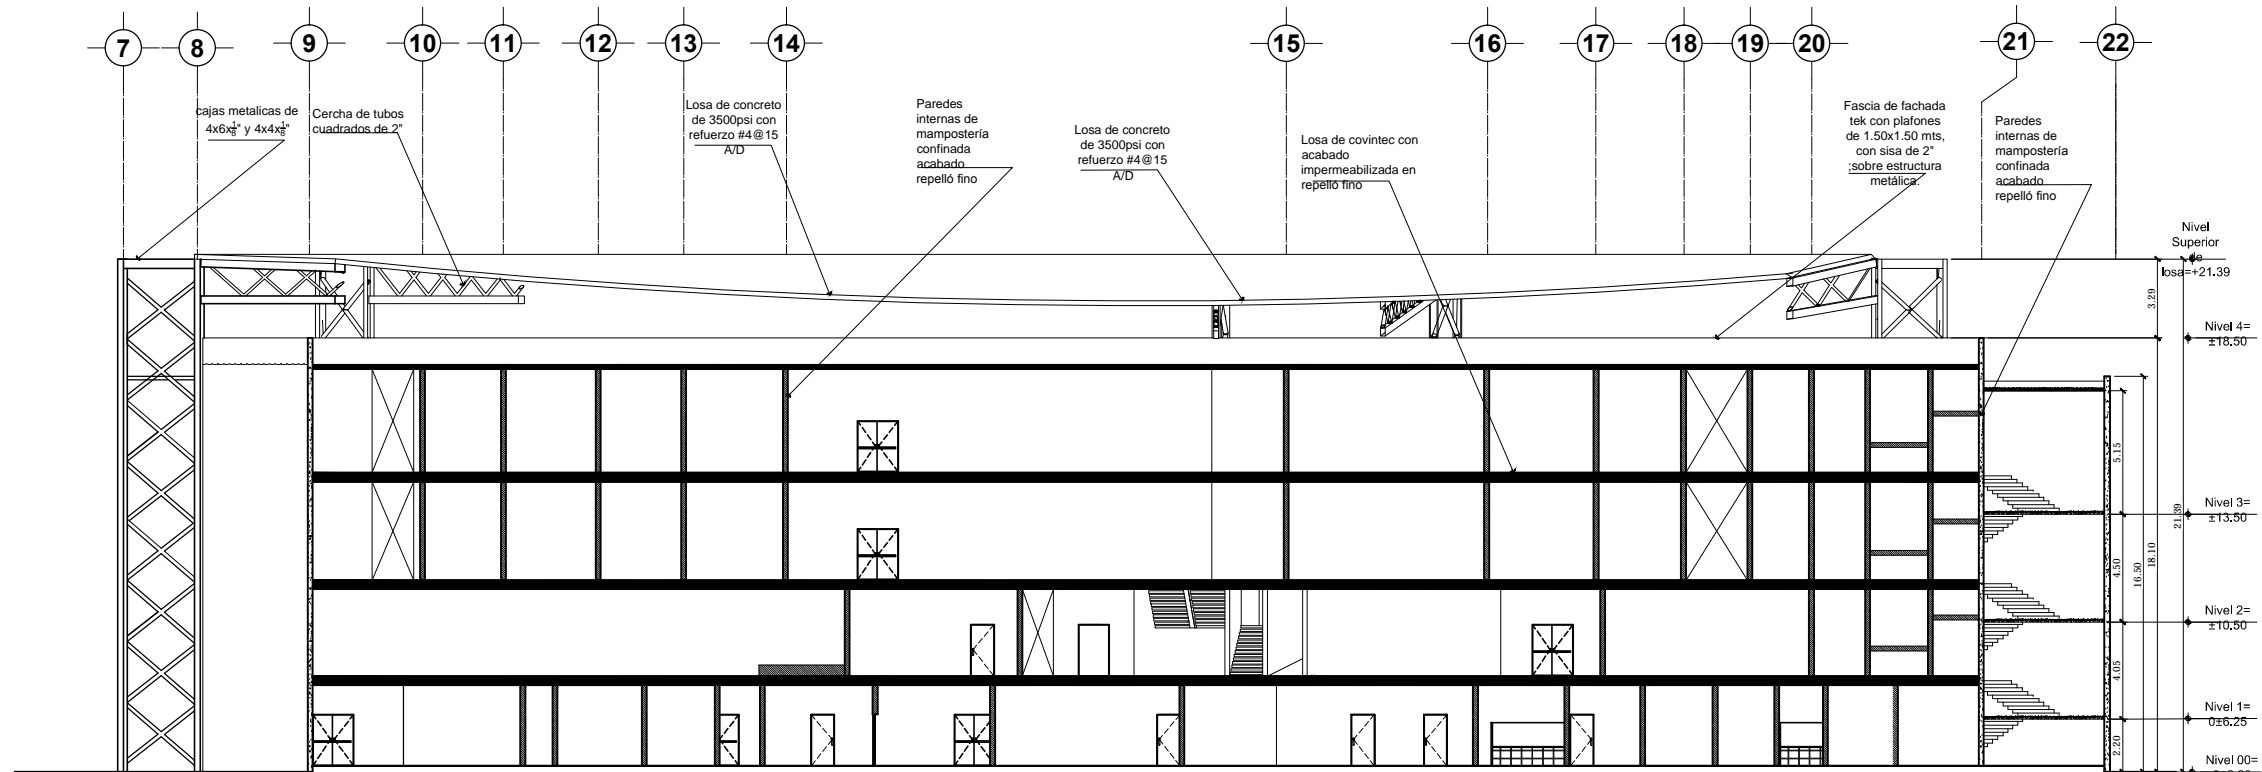 7
8
9
10
11
12
13
14
15
16
17
18
19
20
21
22
cajas metalicas de
4x6x⅛" y 4x4x⅛"
Cercha de tubos
cuadrados de 2"
Losa de concreto
de 3500psi con
refuerzo #4@15
A/D
Paredes
internas de
mampostería
confinada
acabado
repelló fino
Losa de concreto
de 3500psi con
refuerzo #4@15
A/D
Losa de covintec con
acabado
impermeabilizada en
repelló fino
Fascia de fachada
tek con plafones
de 1.50x1.50 mts,
con sisa de 2"
;sobre estructura
metálica.
Paredes
internas de
mampostería
confinada
acabado
repelló fino
Nivel
Superior
de
losa=+21.39
3.29
Nivel 4=
±18.50
5.15
Nivel 3=
±13.50
21.39
18.10
16.50
4.50
Nivel 2=
±10.50
4.05
Nivel 1=
0±6.25
2.20
Nivel 00=